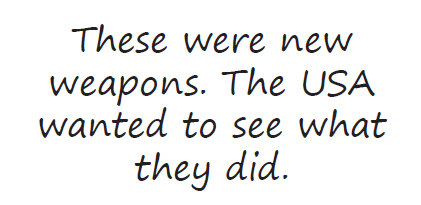 These were new
weapons. The USA
wanted to see what
they did.